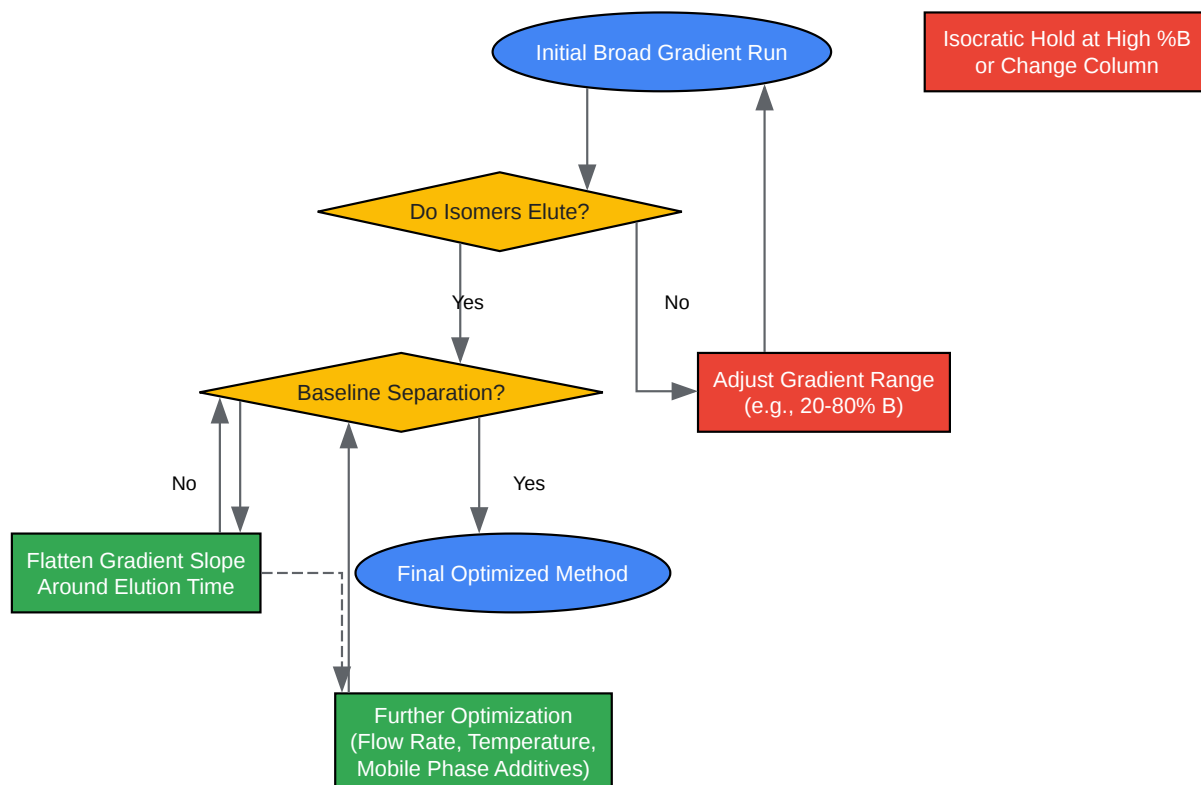 Initial Broad Gradient Run
Isocratic Hold at High %B
or Change Column
Do Isomers Elute?
Yes
No
Baseline Separation?
Adjust Gradient Range
(e.g., 20-80% B)
No
Yes
Flatten Gradient Slope
Around Elution Time
Final Optimized Method
Further Optimization
(Flow Rate, Temperature,
Mobile Phase Additives)